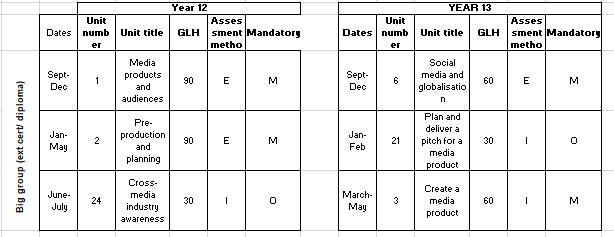 Year 12
YEAR 13
Dates Unit numb er Unit title GLH Asses sment metho Mandatory
Dates Unit numb er Unit title GLH Asses sment metho Mandatory
Big group (ext cert/ diploma)
Sept-Dec 1 Media products and audiences 90 E M
Sept-Dec 6 Social media and globalisatio n 60 E M
Jan-May 2 Pre-production and planning 90 E M
Jan-Feb 21 Plan and deliver a pitch for a media product 30 I O
June-July 24 Cross-media industry awareness 30 I O
March-May 3 Create a media product 60 I M